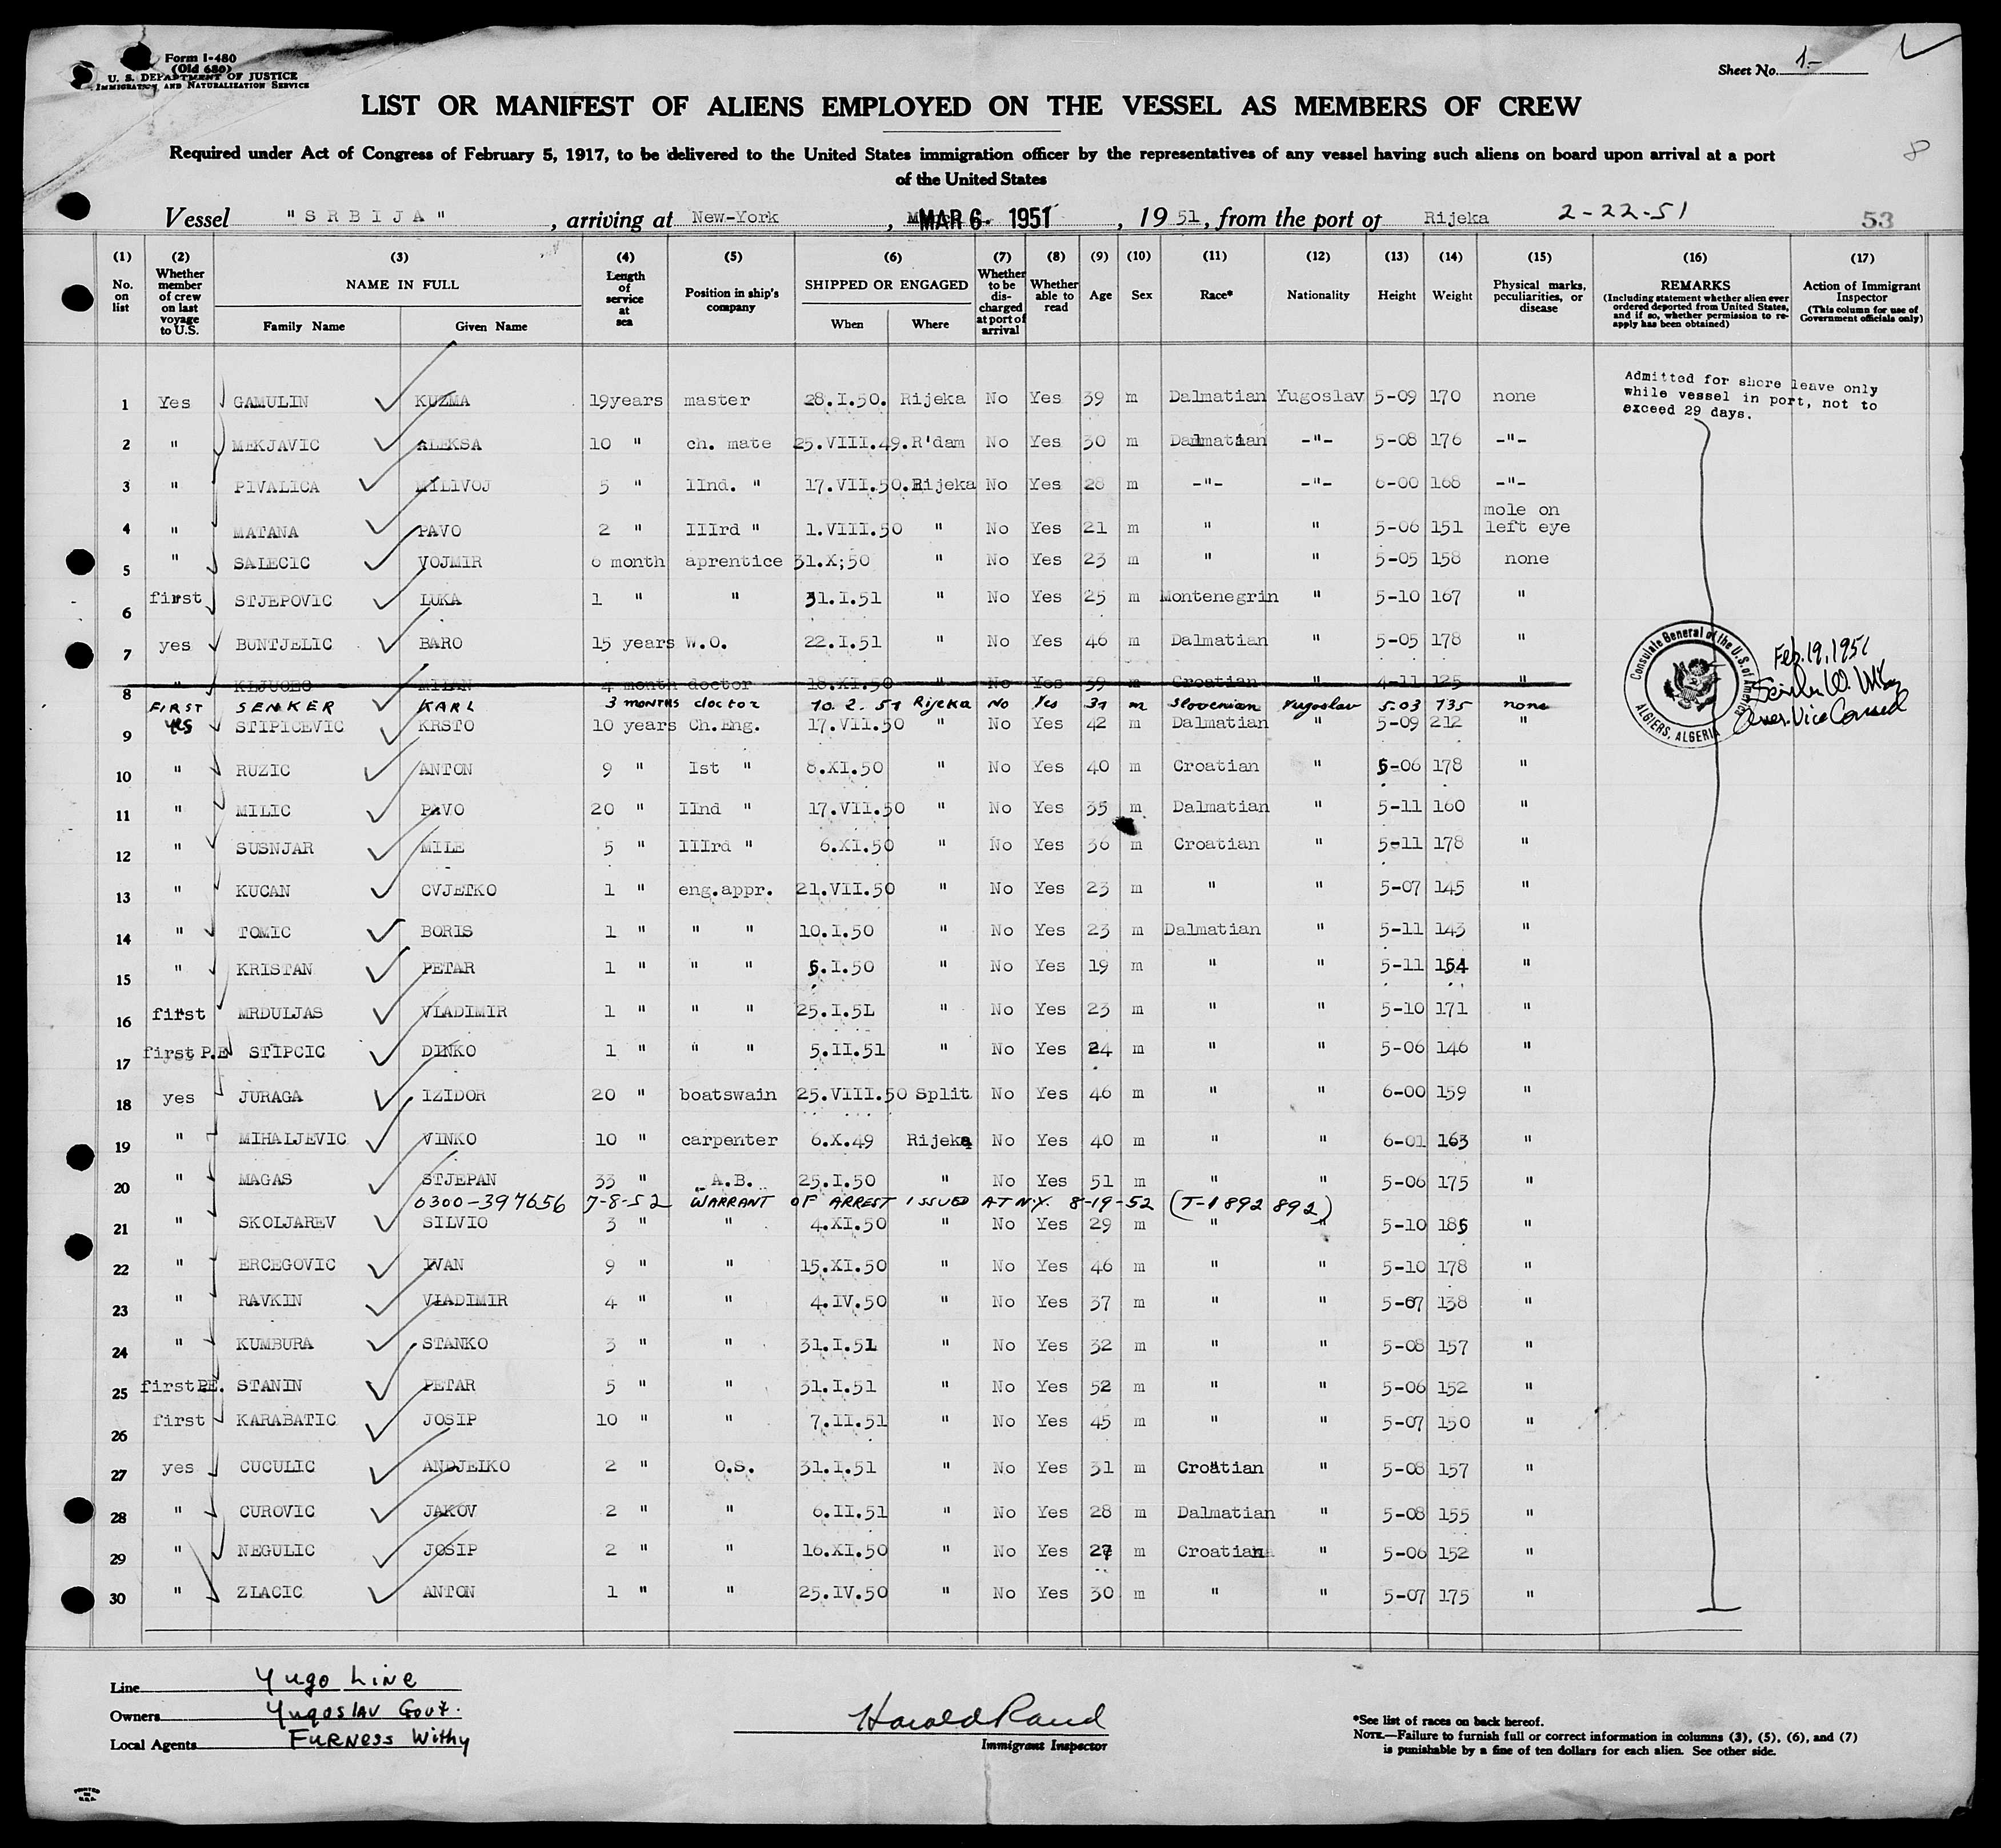 Form I-480
(Old 680)
U. S. DEPARTMENT OF JUSTICE
IMMIGRATION AND NATURALIZATION SERVICE
Sheet No. 1-
LIST OR MANIFEST OF ALIENS EMPLOYED ON THE VESSEL AS MEMBERS OF CREW
Required under Act of Congress of February 5, 1917, to be delivered to the United States immigration officer by the representatives of any vessel having such aliens on board upon arrival at a port
of the United States
8
Vessel "SRBIJA", arriving at New-York, MAR 6- 1951, 1951, from the port of Rijeka 2-22-51
53
(1) No. on list (2) Whether member of crew on last voyage to U.S. (3) NAME IN FULL Family Name Given Name (4) Length of service at sea (5) Position in ship's company (6) SHIPPED OR ENGAGED When Where (7) Whether to be discharged at port of arrival (8) Whether able to read (9) Age (10) Sex (11) Race* (12) Nationality (13) Height (14) Weight (15) Physical marks, peculiarities, or disease (16) REMARKS (Including statement whether alien ever ordered deported from United States, and if so, whether permission to re-apply has been obtained) (17) Action of Immigrant Inspector (This column for use of Government officials only)
Admitted for shore leave only
while vessel in port, not to
exceed 29 days.
1 Yes GAMULIN KUZMA 19years master 28.I.50. Rijeka No Yes 39 m Dalmatian Yugoslav 5-09 170 none
2 " MEKJAVIC ALEKSA 10 " ch. mate 25.VIII.49. R'dam No Yes 30 m Dalmatian -"- 5-08 176 -"-
3 " PIVALICA MILIVOJ 5 " IInd. " 17.VII.50. Rijeka No Yes 28 m -"- -"- 6-00 168 -"-
4 " MATANA PAVO 2 " IIIrd " 1.VIII.50 " No Yes 21 m " " 5-06 151 mole on left eye
5 " SALECIC VOJMIR 6 month aprentice 31.X;50 " No Yes 23 m " " 5-05 158 none
6 first STJEPOVIC LUKA 1 " " 31.I.51 " No Yes 25 m Montenegrin " 5-10 167 "
7 yes BUNTJELIC BARO 15 years W.O. 22.I.51 " No Yes 46 m Dalmatian " 5-05 178 "
8 " KLJUCEC MILAN 4 month doctor 18.XI.50 " No Yes 39 m Croatian " 4-11 125 "
FIRST SENKER KARL 3 months doctor 10.2.51 Rijeka No Yes 31 m Slovenian Yugoslav 5.03 135 none
9 yes STIPICEVIC KRSTO 10 years Ch.Eng. 17.VII.50 " No Yes 42 m Dalmatian " 5-09 212 "
10 " RUZIC ANTON 9 " 1st " 8.XI.50 " No Yes 40 m Croatian " 5-06 178 "
11 " MILIC PAVO 20 " IInd " 17.VII.50 " No Yes 35 m Dalmatian " 5-11 160 "
12 " SUSNJAR MILE 5 " IIIrd " 6.XI.50 " No Yes 36 m Croatian " 5-11 178 "
13 " KUCAN CVJETKO 1 " eng.appr. 21.VII.50 " No Yes 23 m " " 5-07 145 "
14 " TOMIC BORIS 1 " " " 10.I.50 " No Yes 23 m Dalmatian " 5-11 143 "
15 " KRISTAN PETAR 1 " " " 5.I.50 " No Yes 19 m " " 5-11 154 "
16 first MRDULJAS VLADIMIR 1 " " " 25.I.5L " No Yes 23 m " " 5-10 171 "
17 first P.E STIPCIC DINKO 1 " " " 5.II.51 " No Yes 24 m " " 5-06 146 "
18 yes JURAGA IZIDOR 20 " boatswain 25.VIII.50 Split No Yes 46 m " " 6-00 159 "
19 " MIHALJEVIC VINKO 10 " carpenter 6.X.49 Rijeka No Yes 40 m " " 6-01 163 "
20 " MAGAS STJEPAN 33 " A.B. 25.I.50 " No Yes 51 m " " 5-06 175 "
0300-397656 7-8-52 WARRANT OF ARREST ISSUED AT N.Y. 8-19-52 (T-1892892)
21 " SKOLJAREV SILVIO 3 " " 4.XI.50 " No Yes 29 m " " 5-10 185 "
22 " ERCEGOVIC IVAN 9 " " 15.XI.50 " No Yes 46 m " " 5-10 178 "
23 " RAVKIN VLADIMIR 4 " " 4.IV.50 " No Yes 37 m " " 5-67 138 "
24 " KUMBURA STANKO 3 " " 31.I.51 " No Yes 32 m " " 5-08 157 "
25 first P.E. STANIN PETAR 5 " " 31.I.51 " No Yes 52 m " " 5-06 152 "
26 first KARABATIC JOSIP 10 " " 7.II.51 " No Yes 45 m " " 5-07 150 "
27 yes CUCULIC ANDJELKO 2 " O.S. 31.I.51 " No Yes 31 m Croatian " 5-08 157 "
28 " CUROVIC JAKOV 2 " " 6.II.51 " No Yes 28 m Dalmatian " 5-08 155 "
29 " NEGULIC JOSIP 2 " " 16.XI.50 " No Yes 27 m Croatian " 5-06 152 "
30 " ZLACIC ANTON 1 " " 25.IV.50 " No Yes 30 m " " 5-07 175 "
Consulate General of the U.S. of America
ALGIERS, ALGERIA
Feb. 19, 1951
Amer. Vice Consul
Line Yugo Line
Owners Yugoslav Govt.
Local Agents Furness Withy
Harold Rand
Immigrant Inspector
*See list of races on back hereof.
NOTE.—Failure to furnish full or correct information in columns (3), (5), (6), and (7)
is punishable by a fine of ten dollars for each alien. See other side.
PRINTED
IN
U.S.A.